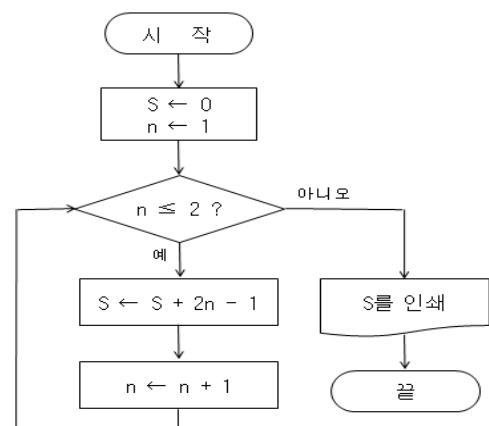 시 작
S ← 0
n ← 1
n ≤ 2 ?
아니오
예
S ← S + 2n - 1
S를 인쇄
n ← n + 1
끝